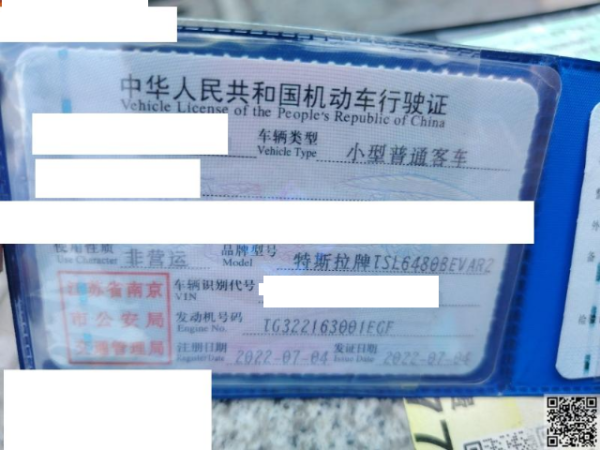 中华人民共和国机动车行驶证
Vehicle License of the People's Republic of China
车辆类型 小型普通客车
Vehicle Type
使用性质 非营运 品牌型号 特斯拉牌TSL6480BEVAR2
Use Character Model
江苏省南京 车辆识别代号
VIN
市公安局 发动机号码 TG322163001EGF
Engine No.
交通管理局 注册日期 2022-07-04 发证日期 2022-07-04
Register Date Issue Date